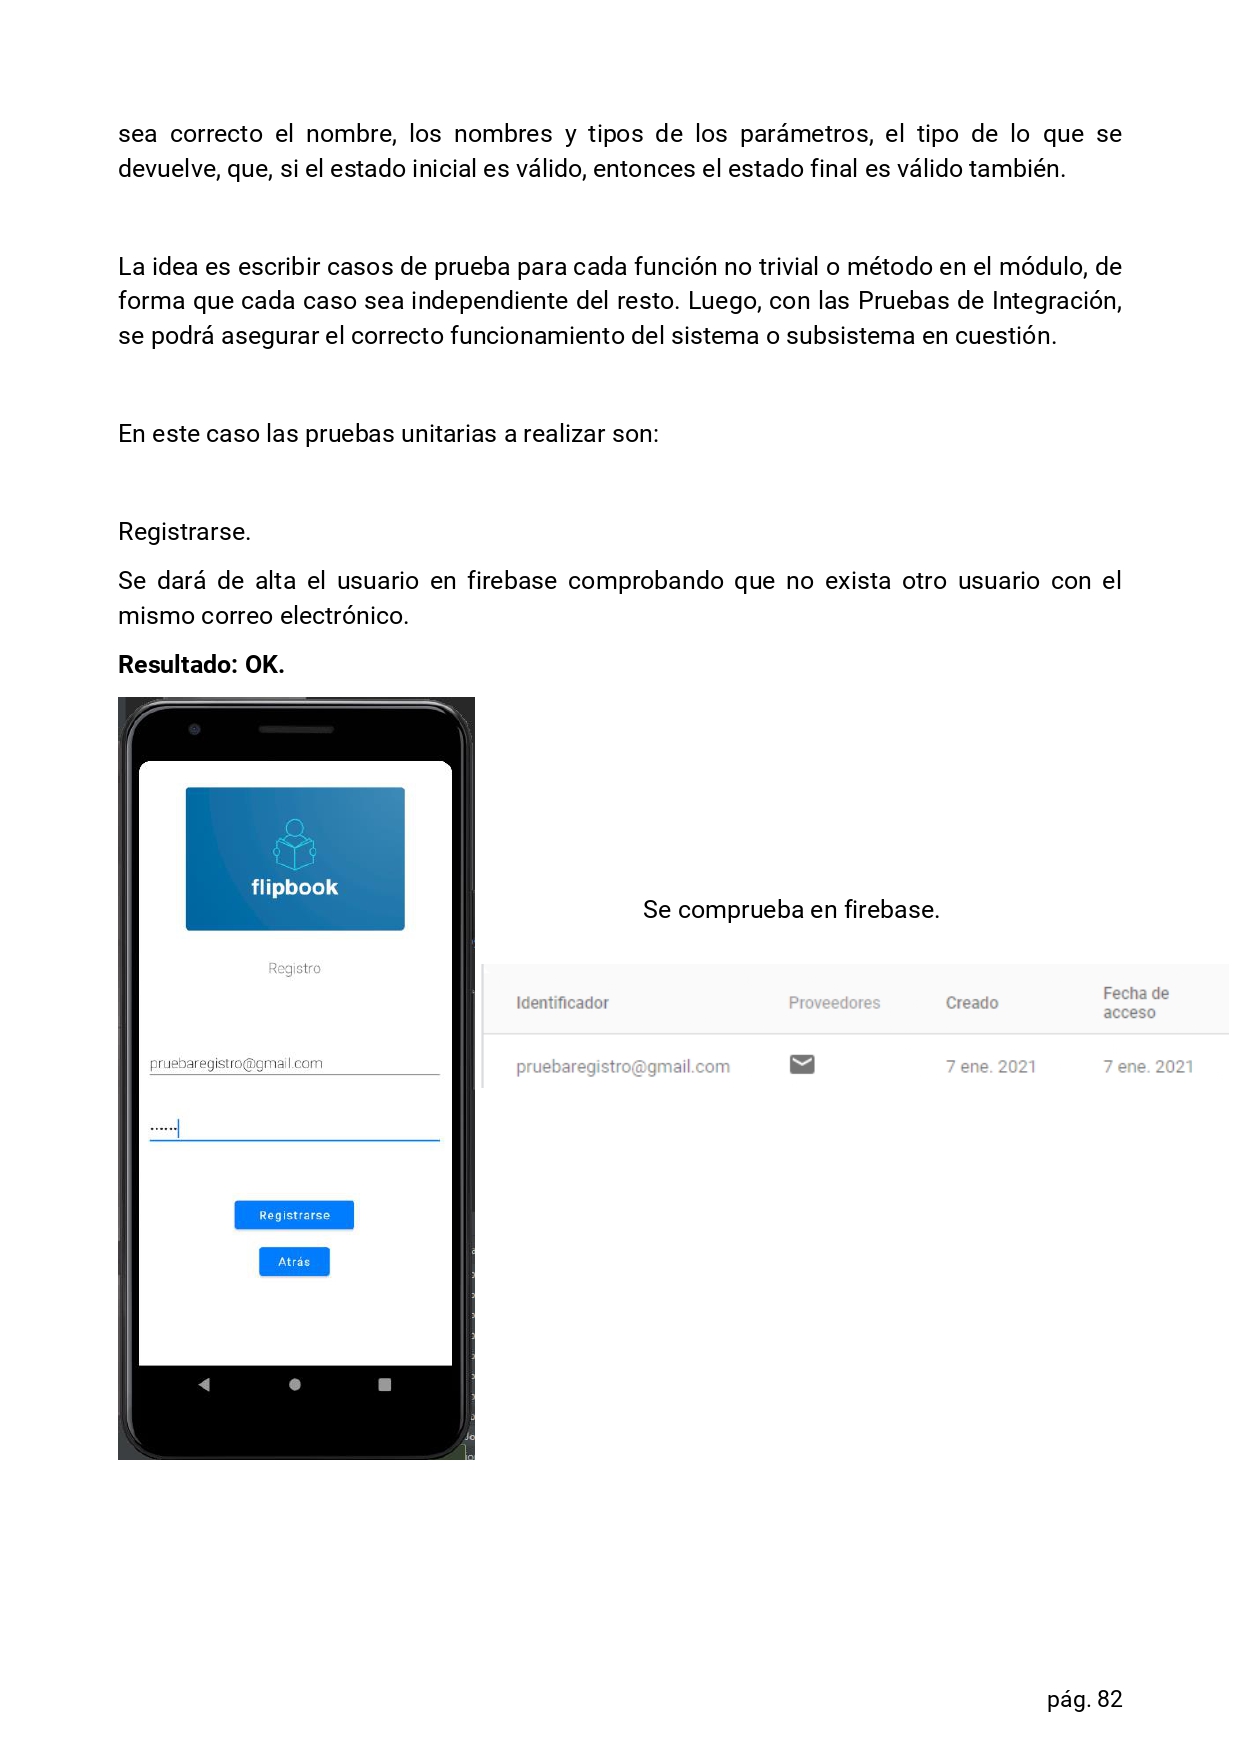 sea correcto el nombre, los nombres y tipos de los parámetros, el tipo de lo que se
devuelve, que, si el estado inicial es válido, entonces el estado final es válido también.
La idea es escribir casos de prueba para cada función no trivial o método en el módulo, de
forma que cada caso sea independiente del resto. Luego, con las Pruebas de Integración,
se podrá asegurar el correcto funcionamiento del sistema o subsistema en cuestión.
En este caso las pruebas unitarias a realizar son:
Registrarse.
Se dará de alta el usuario en firebase comprobando que no exista otro usuario con el
mismo correo electrónico.
Resultado: OK.
flipbook
Registro
pruebaregistro@gmail.com
······
Registrarse
Atrás
Se comprueba en firebase.
Identificador Proveedores Creado Fecha de
acceso
pruebaregistro@gmail.com 7 ene. 2021 7 ene. 2021
pág. 82